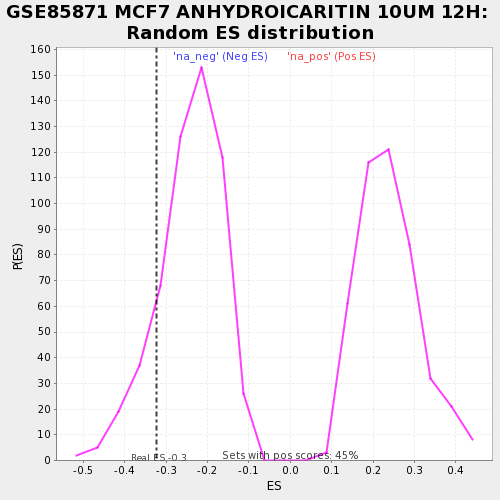 GSE85871 MCF7 ANHYDROICARITIN 10UM 12H:
Random ES distribution
'na_neg' (Neg ES) 'na_pos' (Pos ES)
160
150
140
130
120
110
100
90
80
70
60
50
40
30
20
10
0
P(ES)
Real ES -0.3
Sets with pos scores: 45%
-0.5 -0.4 -0.3 -0.2 -0.1 0.0 0.1 0.2 0.3 0.4
ES